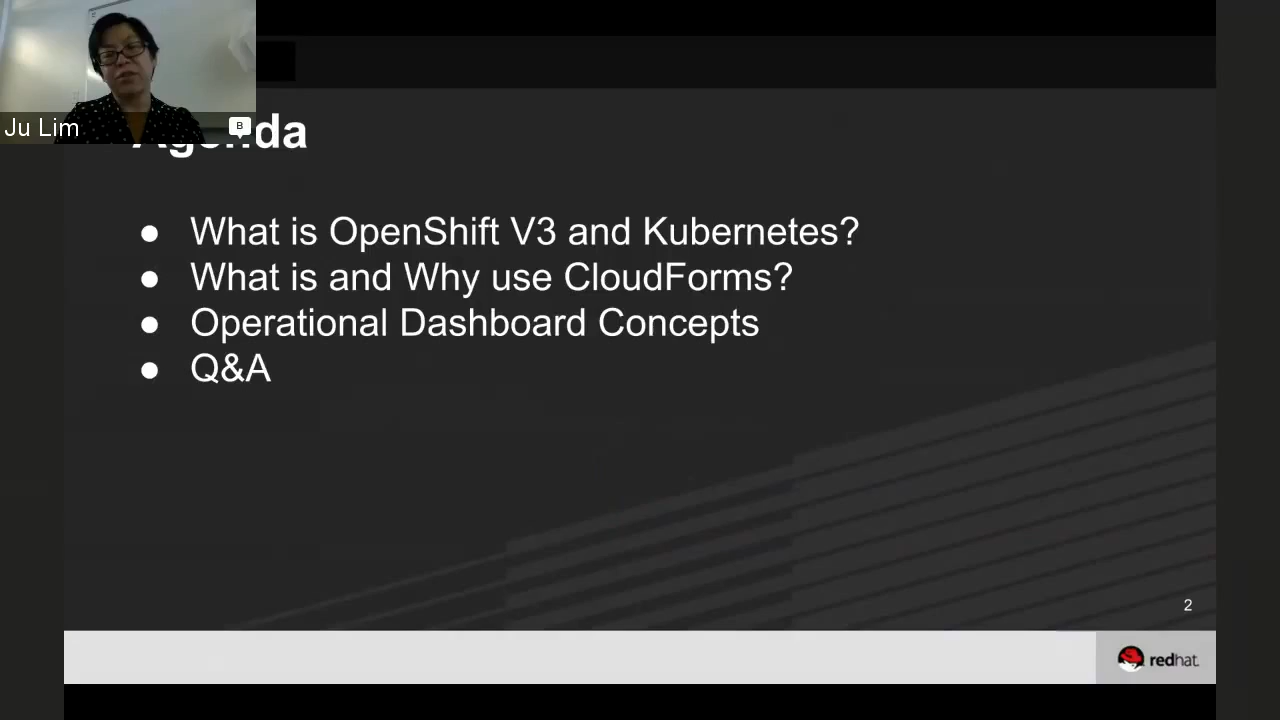 Ju Lim
B
Agenda
● What is OpenShift V3 and Kubernetes?
● What is and Why use CloudForms?
● Operational Dashboard Concepts
● Q&A
2
redhat.